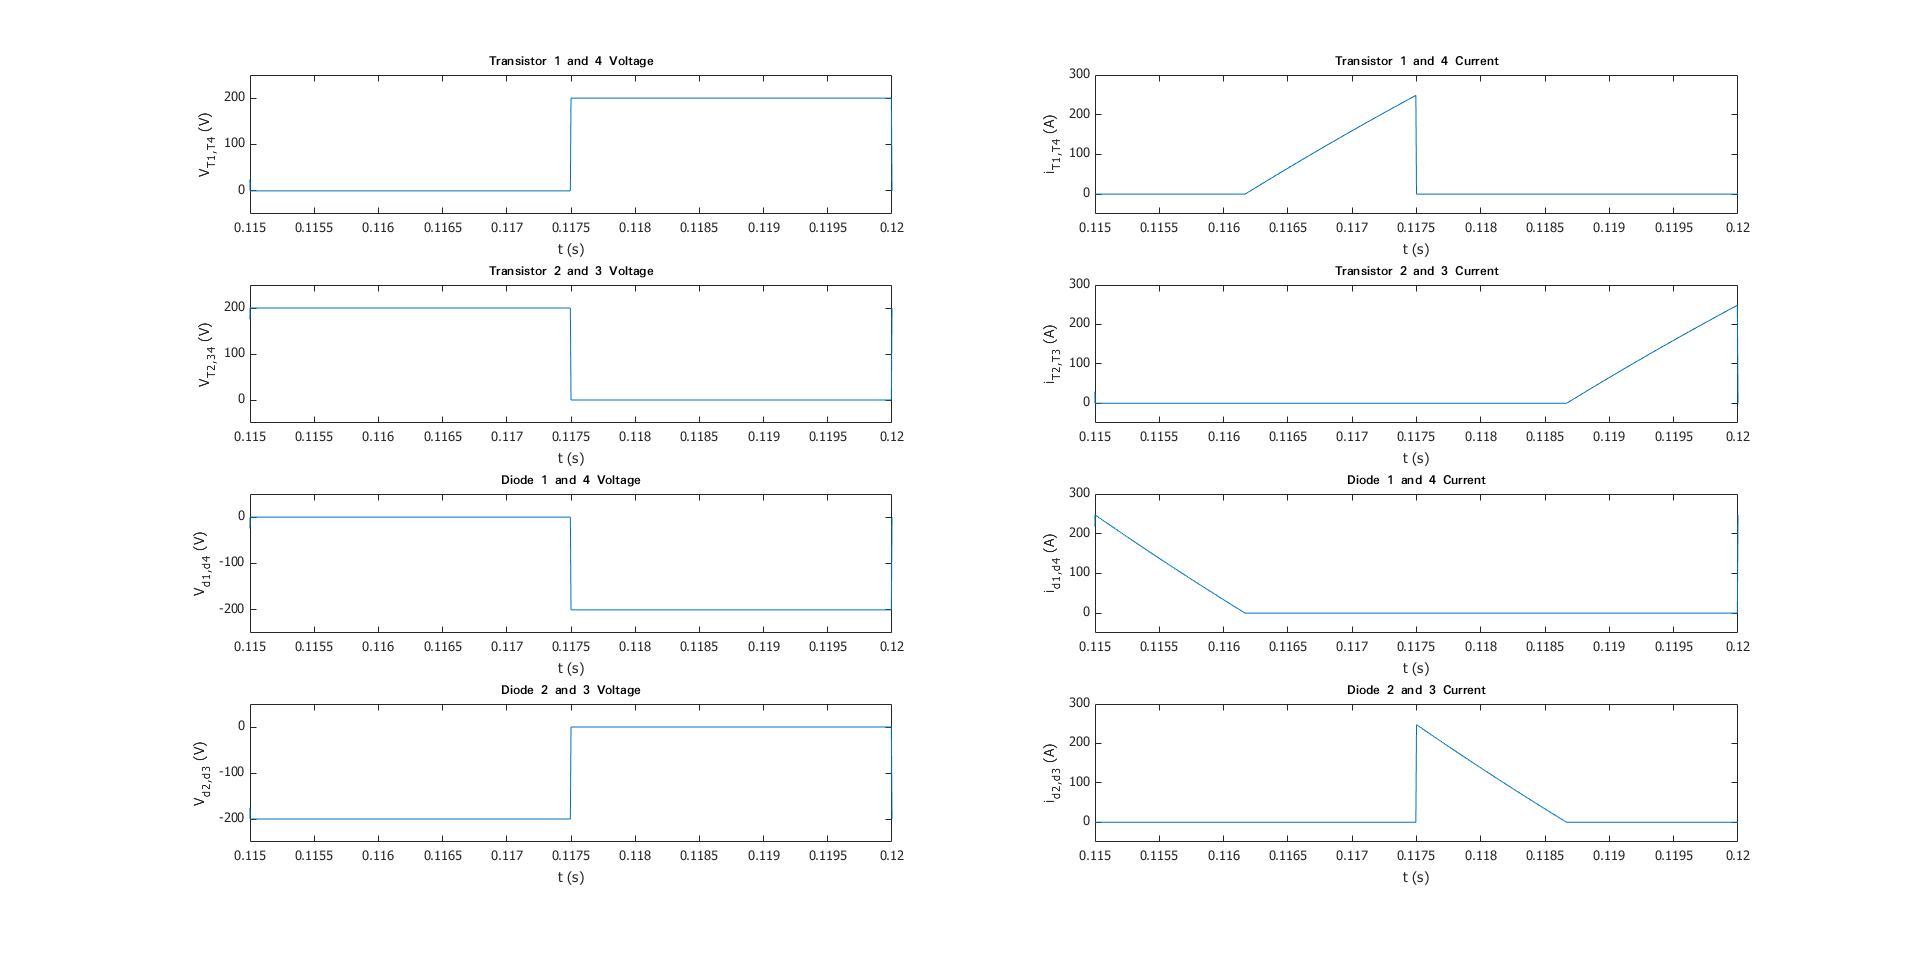 Transistor 1 and 4 Voltage
V_T1,T4 (V)
200
100
0
0.115 0.1155 0.116 0.1165 0.117 0.1175 0.118 0.1185 0.119 0.1195 0.12
t (s)
Transistor 2 and 3 Voltage
V_T2,34 (V)
200
100
0
0.115 0.1155 0.116 0.1165 0.117 0.1175 0.118 0.1185 0.119 0.1195 0.12
t (s)
Diode 1 and 4 Voltage
V_d1,d4 (V)
0
-100
-200
0.115 0.1155 0.116 0.1165 0.117 0.1175 0.118 0.1185 0.119 0.1195 0.12
t (s)
Diode 2 and 3 Voltage
V_d2,d3 (V)
0
-100
-200
0.115 0.1155 0.116 0.1165 0.117 0.1175 0.118 0.1185 0.119 0.1195 0.12
t (s)
Transistor 1 and 4 Current
i_T1,T4 (A)
300
200
100
0
0.115 0.1155 0.116 0.1165 0.117 0.1175 0.118 0.1185 0.119 0.1195 0.12
t (s)
Transistor 2 and 3 Current
i_T2,T3 (A)
300
200
100
0
0.115 0.1155 0.116 0.1165 0.117 0.1175 0.118 0.1185 0.119 0.1195 0.12
t (s)
Diode 1 and 4 Current
i_d1,d4 (A)
300
200
100
0
0.115 0.1155 0.116 0.1165 0.117 0.1175 0.118 0.1185 0.119 0.1195 0.12
t (s)
Diode 2 and 3 Current
i_d2,d3 (A)
300
200
100
0
0.115 0.1155 0.116 0.1165 0.117 0.1175 0.118 0.1185 0.119 0.1195 0.12
t (s)